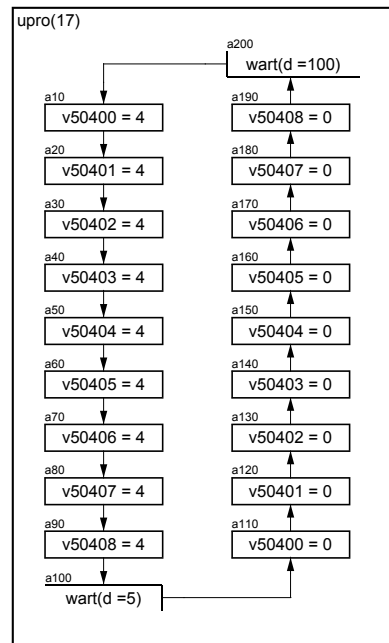 upro(17)
a200
wart(d =100)
a10
v50400 = 4
a20
v50401 = 4
a30
v50402 = 4
a40
v50403 = 4
a50
v50404 = 4
a60
v50405 = 4
a70
v50406 = 4
a80
v50407 = 4
a90
v50408 = 4
a100
wart(d =5)
a190
v50408 = 0
a180
v50407 = 0
a170
v50406 = 0
a160
v50405 = 0
a150
v50404 = 0
a140
v50403 = 0
a130
v50402 = 0
a120
v50401 = 0
a110
v50400 = 0